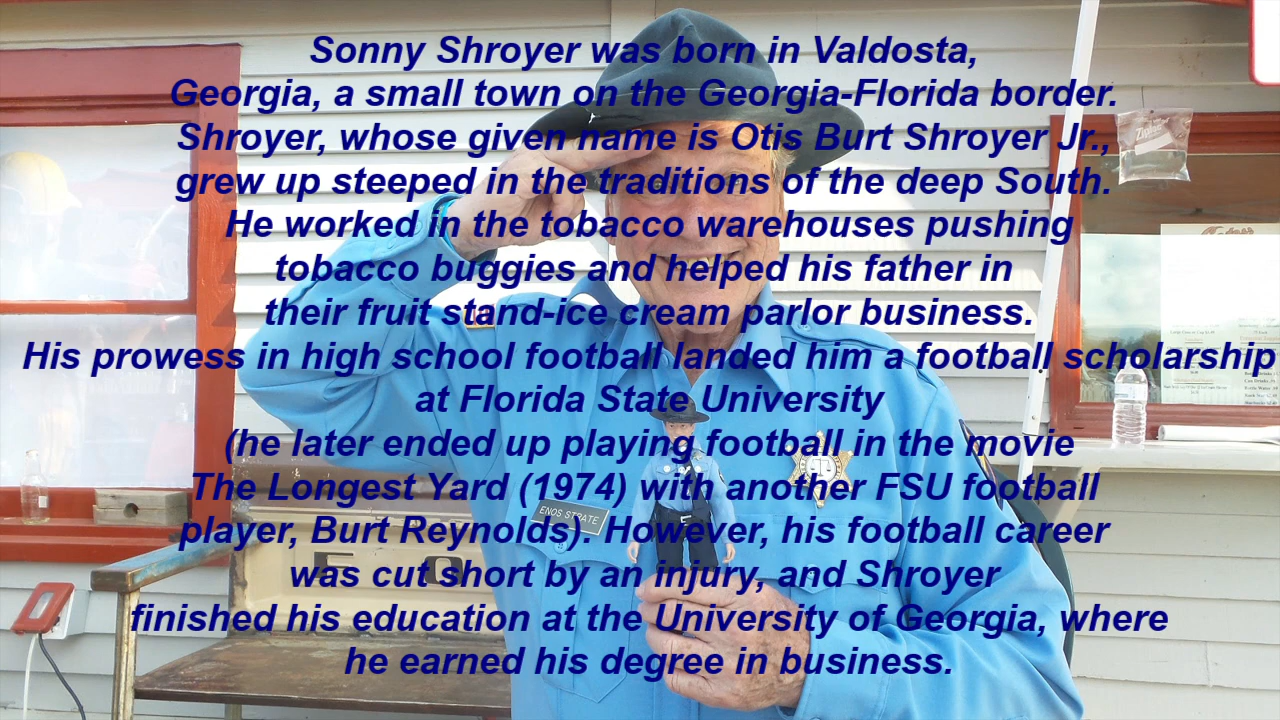 Sonny Shroyer was born in Valdosta,
Georgia, a small town on the Georgia-Florida border.
Shroyer, whose given name is Otis Burt Shroyer Jr.,
grew up steeped in the traditions of the deep South.
He worked in the tobacco warehouses pushing
tobacco buggies and helped his father in
their fruit stand-ice cream parlor business.
His prowess in high school football landed him a football scholarship
at Florida State University
(he later ended up playing football in the movie
The Longest Yard (1974) with another FSU football
player, Burt Reynolds). However, his football career
was cut short by an injury, and Shroyer
finished his education at the University of Georgia, where
he earned his degree in business.
ENOS STRATE
Ziploc